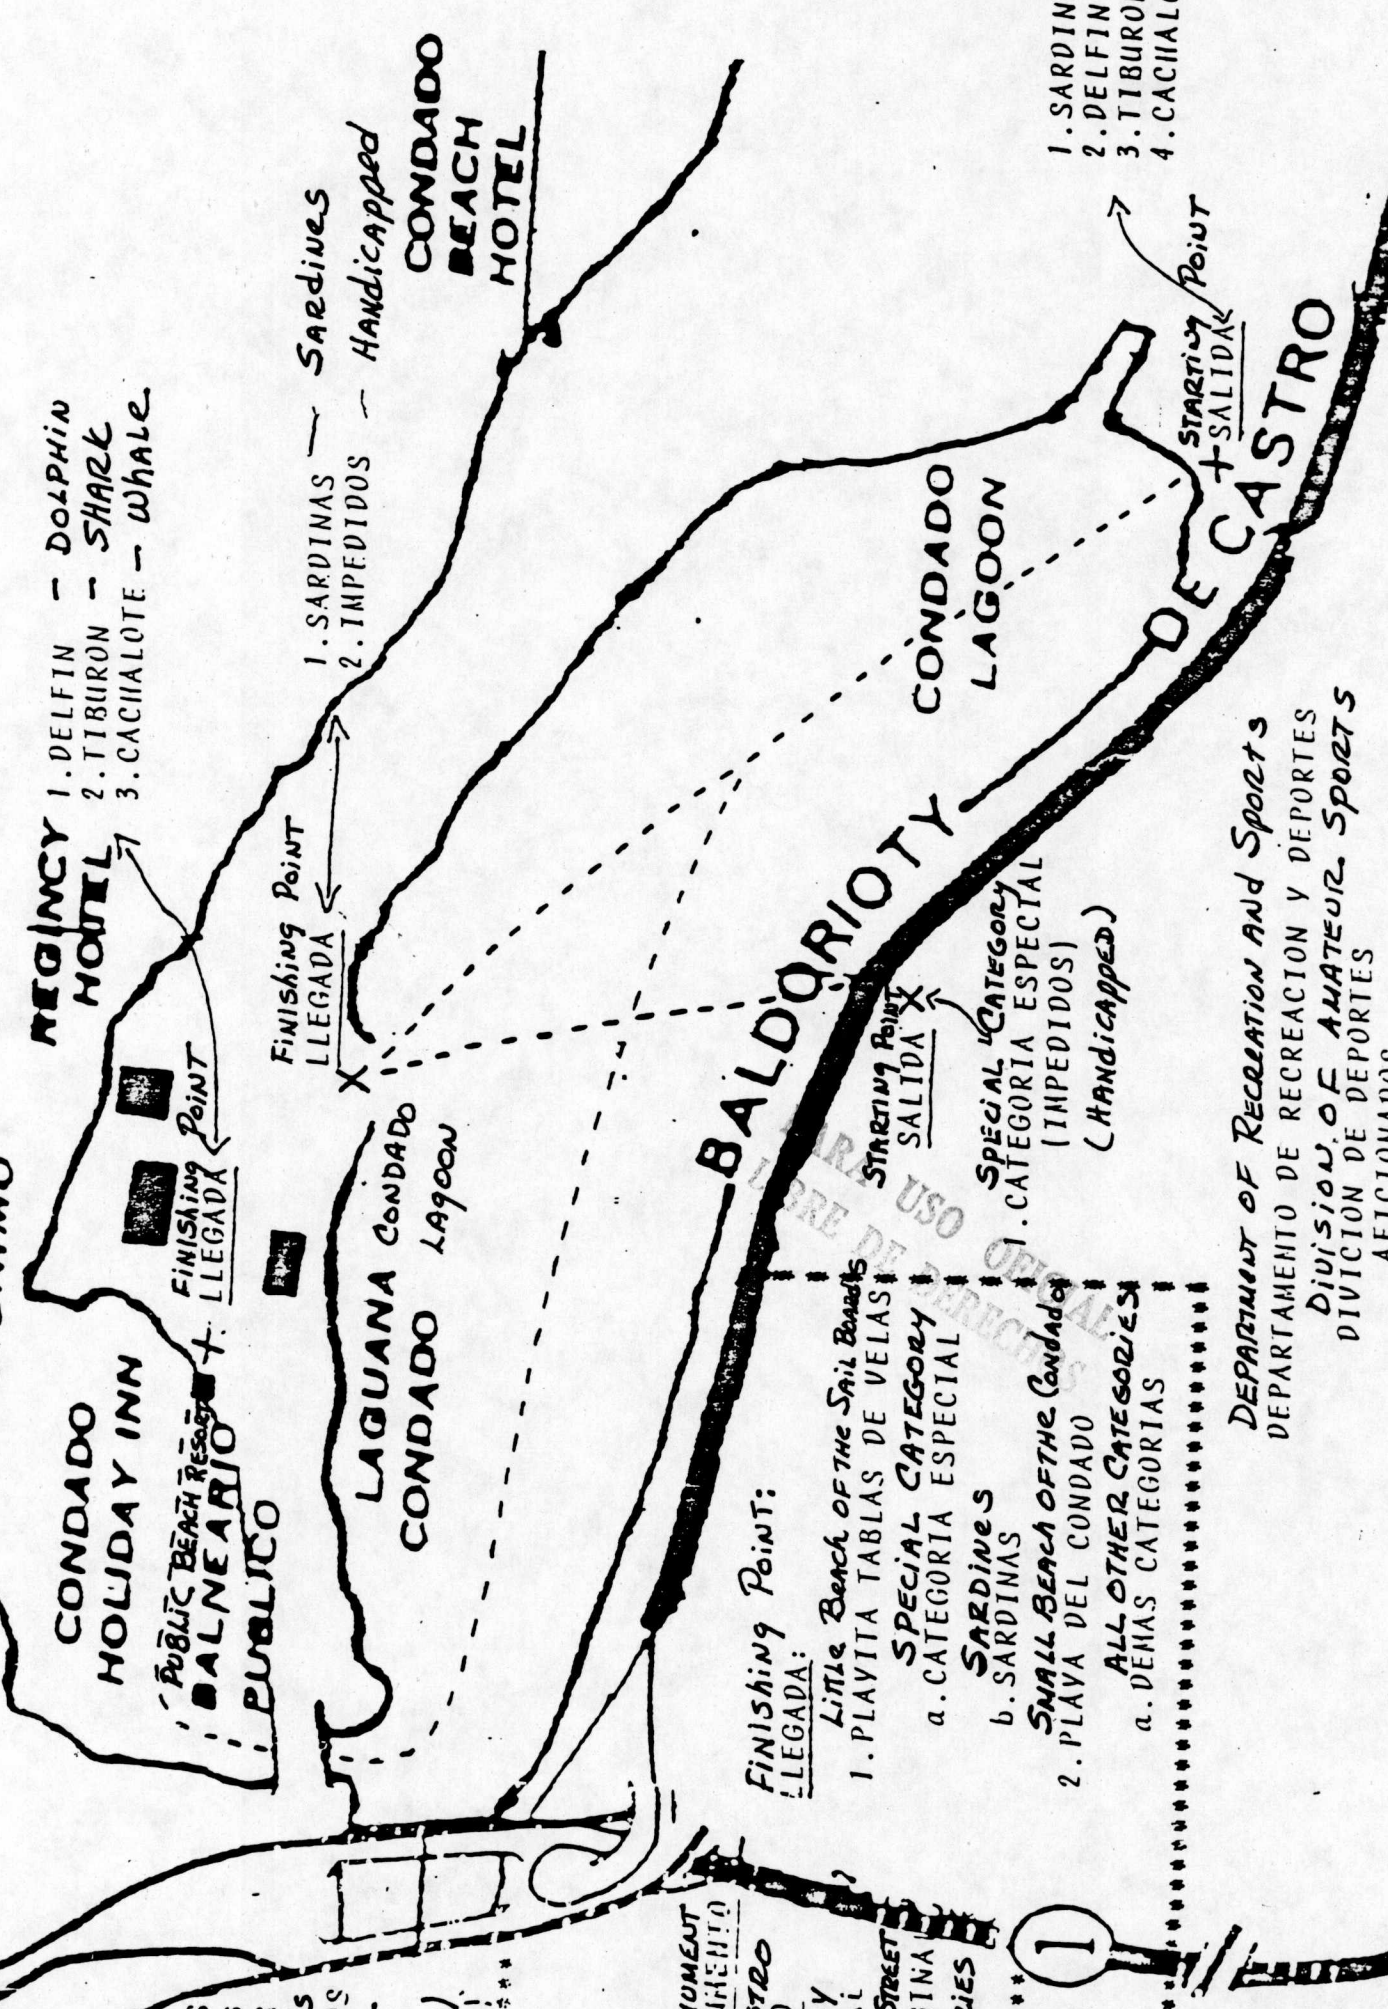 REGINCY
HOTEL
1.DELFIN - DOLPHIN
2.TIBURON - SHARK
3.CACHALOTE - WHALE
1.SARDINAS — SARdiNES
2.IMPEDIDOS - HANdicApped
CONDADO
BEACH
HOTEL
CONDADO
HOLIDAY INN
PUBLIC BEACH RESORT
BALNEARIO
PUBLICO
FINIShiNg POINT
LLEGADA
+
FINIShiNg POINT
LLEGADA
X
LAGUANA CONDADO
CONDADO LAgOON
CONDADO
LAGOON
BALDORIOTY DE CASTRO
STARTiNg POINT
SALIDA
+
1.SARDIN
2.DELFIN
3.TIBURO
4.CACHAL
STARTING POINT
SALIDA X
SPECIAL CATEGORY
1.CATEGORIA ESPECIAL
(IMPEDIDOS)
(HANDICAPPED)
PARA USO OFICIAL
LIBRE DE DERECHOS
FINIShiNg POINT:
LLEGADA:
LiTTLE BEACH OF THE SAIL BOARDS
1.PLAVITA TABLAS DE VELAS
SPECIAL CATEGORY
a.CATEGORIA ESPECIAL
SARDINES
b.SARDINAS
SMALL BEACH OF THE CONDADO
2.PLAYA DEL CONDADO
ALL OTHER CATEGORIES
a.DEMAS CATEGORIAS
DEPARTMENT OF RECREATION AND SPORTS
DEPARTAMENTO DE RECREACION Y DEPORTES
DIVISION OF AMATEUR SPORTS
DIVICION DE DEPORTES
AFICIONADOS
STREET
1